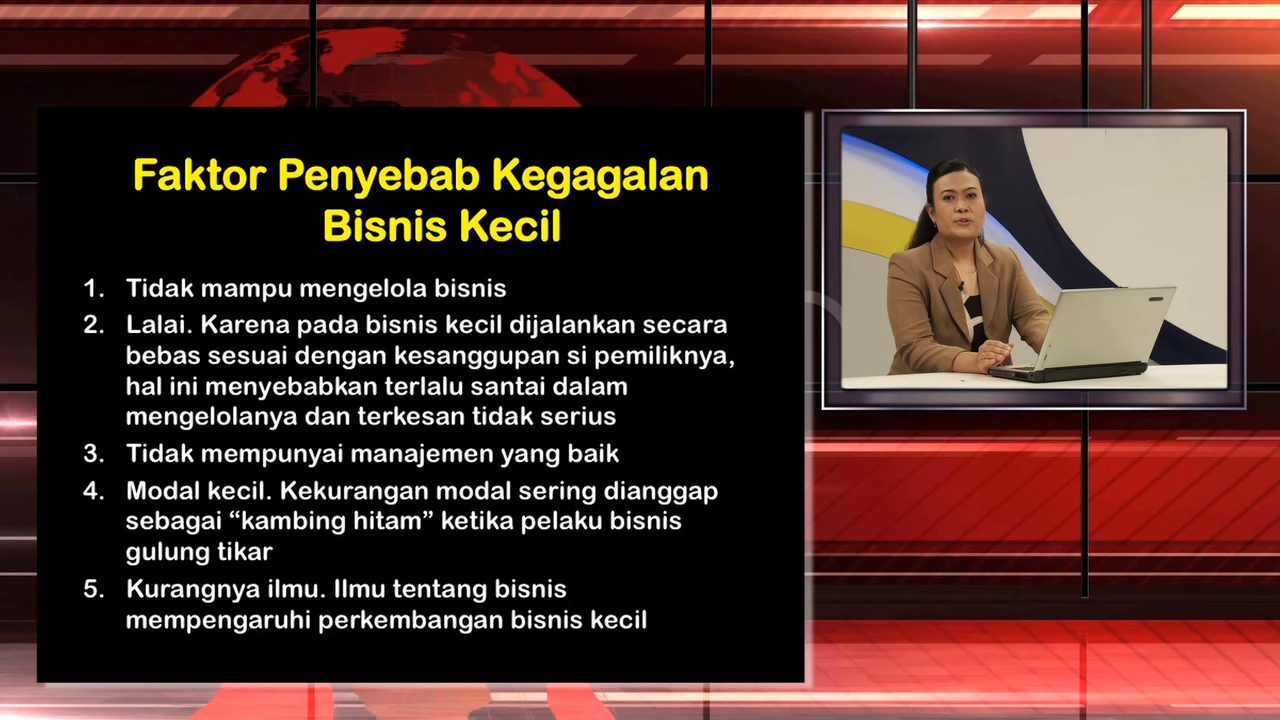 Faktor Penyebab Kegagalan
Bisnis Kecil
1. Tidak mampu mengelola bisnis
2. Lalai. Karena pada bisnis kecil dijalankan secara
bebas sesuai dengan kesanggupan si pemiliknya,
hal ini menyebabkan terlalu santai dalam
mengelolanya dan terkesan tidak serius
3. Tidak mempunyai manajemen yang baik
4. Modal kecil. Kekurangan modal sering dianggap
sebagai “kambing hitam” ketika pelaku bisnis
gulung tikar
5. Kurangnya ilmu. Ilmu tentang bisnis
mempengaruhi perkembangan bisnis kecil